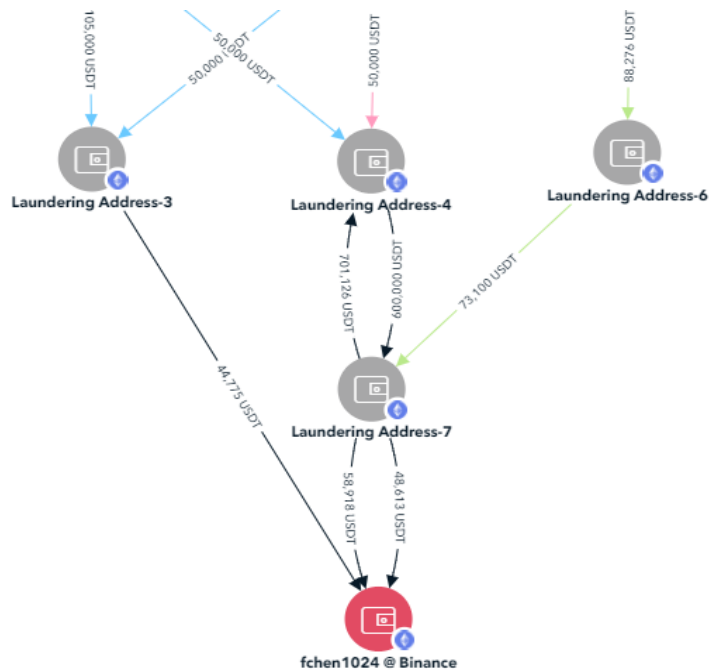 105,000 USDT
50,000 USDT
50,000
DT
50,000 USDT
88,276 USDT
Laundering Address-3
Laundering Address-4
Laundering Address-6
701,126 USDT
600,000 USDT
73,100 USDT
44,775 USDT
Laundering Address-7
58,918 USDT
48,613 USDT
fchen1024 @ Binance